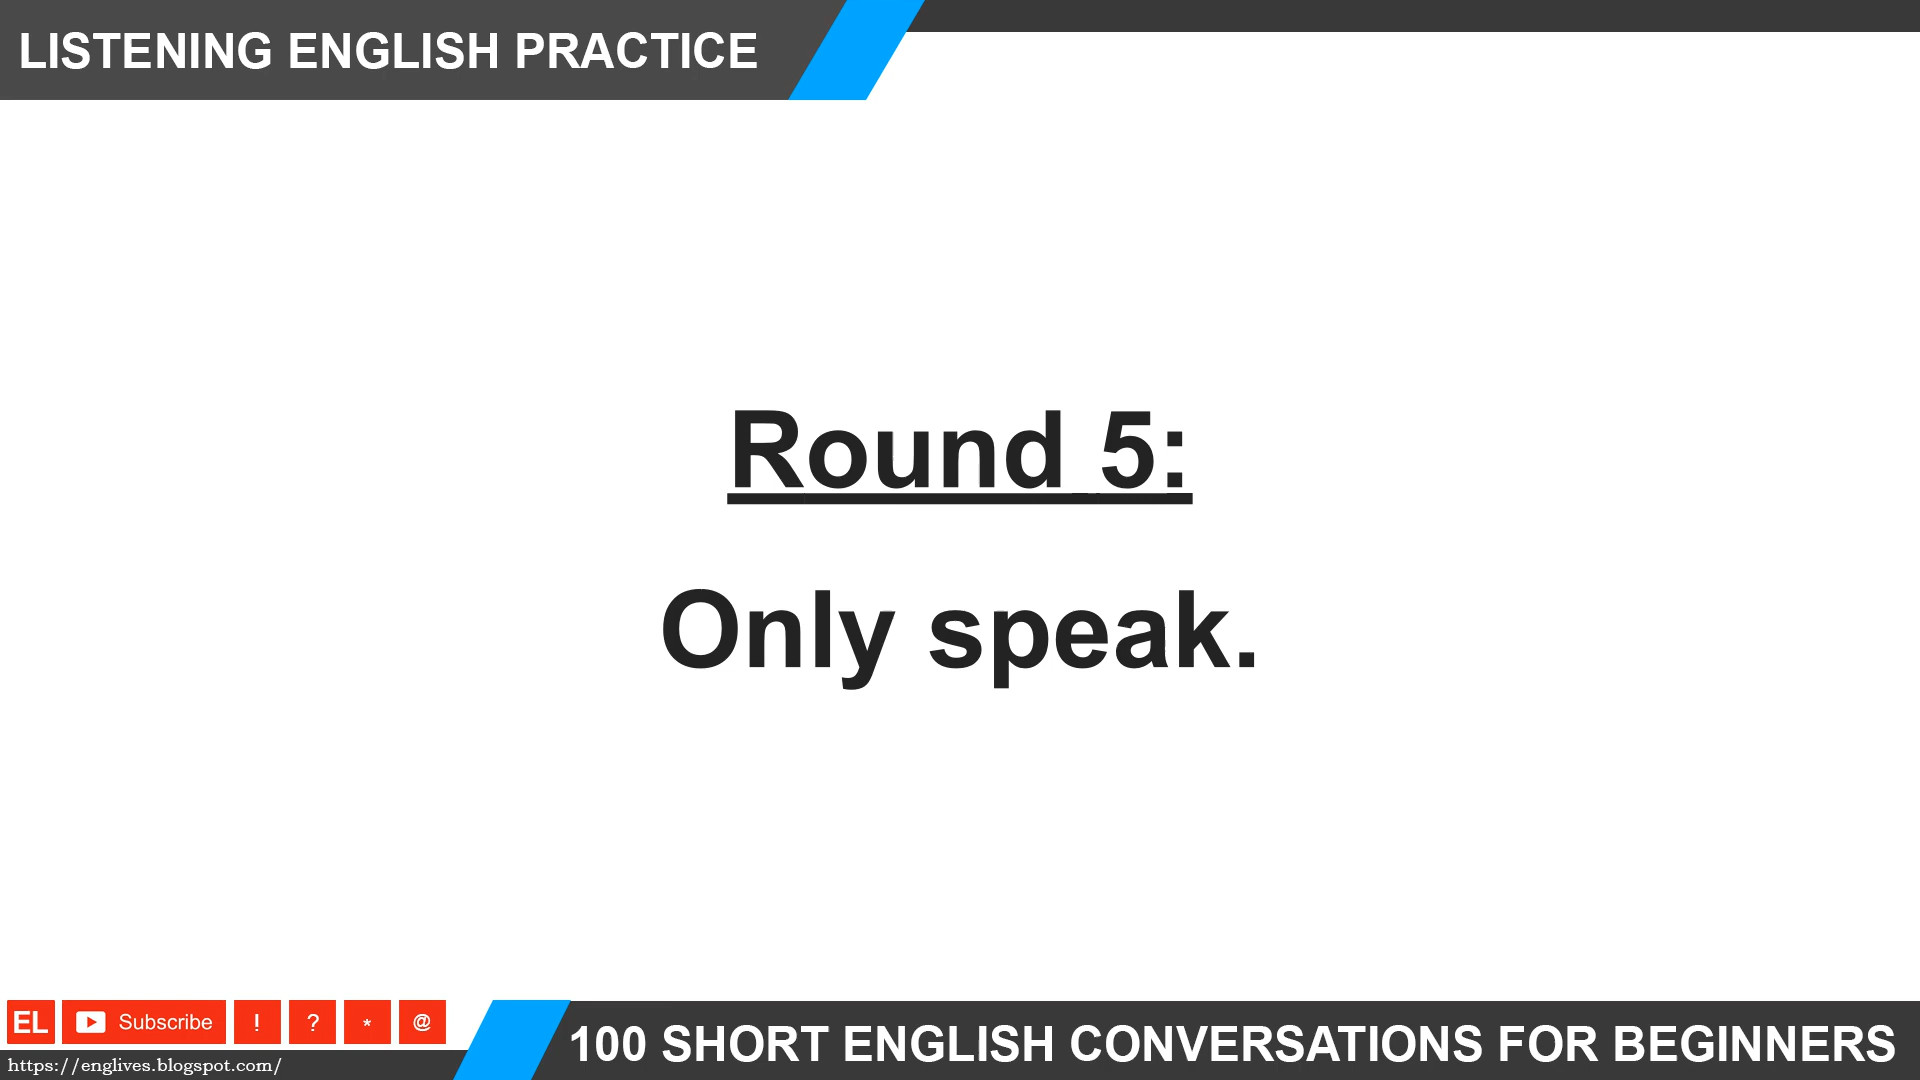 LISTENING ENGLISH PRACTICE
Round 5:
Only speak.
EL Subscribe ! ? * @
https://englives.blogspot.com/
100 SHORT ENGLISH CONVERSATIONS FOR BEGINNERS